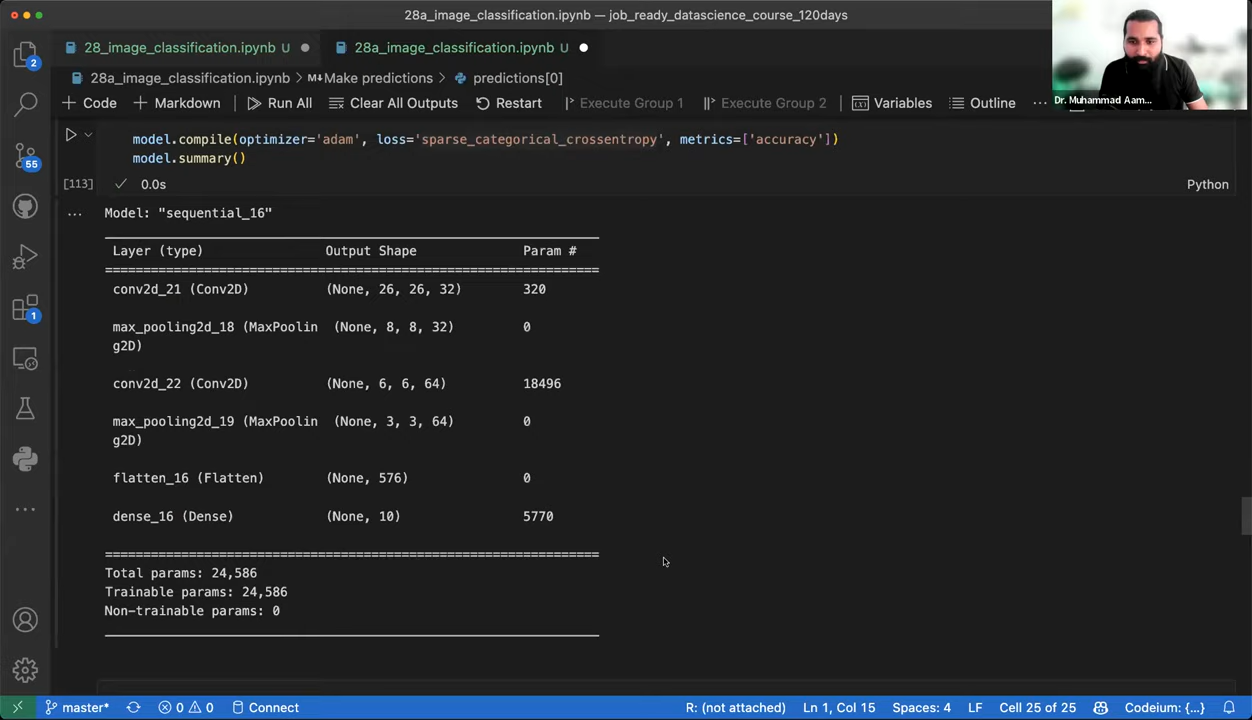 28a_image_classification.ipynb — job_ready_datascience_course_120days
28_image_classification.ipynb U
28a_image_classification.ipynb U
28a_image_classification.ipynb > M↓Make predictions > predictions[0]
+ Code + Markdown Run All Clear All Outputs Restart Execute Group 1 Execute Group 2 Variables Outline ...
Dr. Muhammad Aam...
2
55
1
model.compile(optimizer='adam', loss='sparse_categorical_crossentropy', metrics=['accuracy'])
model.summary()
[113] ✓ 0.0s Python
... Model: "sequential_16"
Layer (type) Output Shape Param #
=================================================================
conv2d_21 (Conv2D) (None, 26, 26, 32) 320
max_pooling2d_18 (MaxPoolin (None, 8, 8, 32) 0
g2D)
conv2d_22 (Conv2D) (None, 6, 6, 64) 18496
max_pooling2d_19 (MaxPoolin (None, 3, 3, 64) 0
g2D)
flatten_16 (Flatten) (None, 576) 0
dense_16 (Dense) (None, 10) 5770
=================================================================
Total params: 24,586
Trainable params: 24,586
Non-trainable params: 0
master* 0 0 Connect R: (not attached) Ln 1, Col 15 Spaces: 4 LF Cell 25 of 25 Codeium: {...}